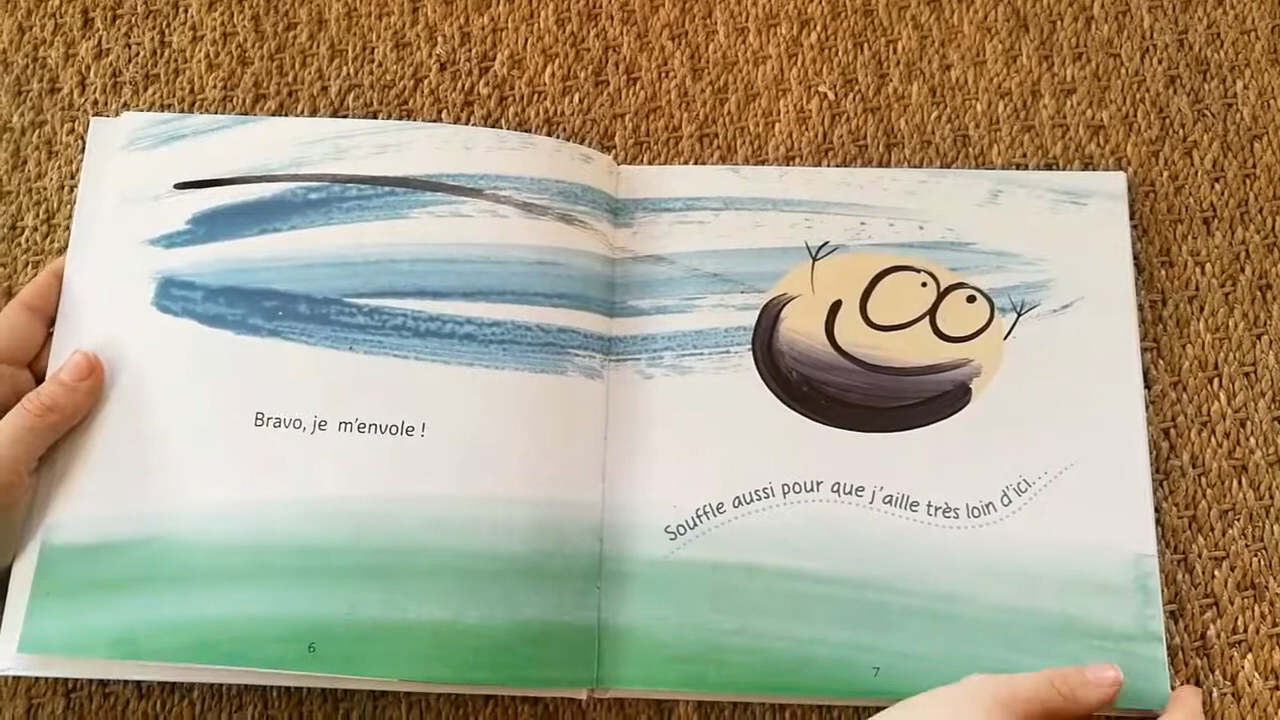 Bravo, je m'envole !
6
Souffle aussi pour que j'aille très loin d'ici...
7